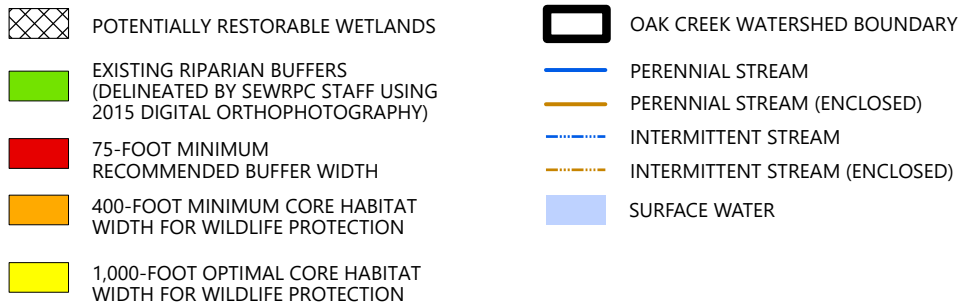 POTENTIALLY RESTORABLE WETLANDS
EXISTING RIPARIAN BUFFERS
(DELINEATED BY SEWRPC STAFF USING
2015 DIGITAL ORTHOPHOTOGRAPHY)
75-FOOT MINIMUM
RECOMMENDED BUFFER WIDTH
400-FOOT MINIMUM CORE HABITAT
WIDTH FOR WILDLIFE PROTECTION
1,000-FOOT OPTIMAL CORE HABITAT
WIDTH FOR WILDLIFE PROTECTION
OAK CREEK WATERSHED BOUNDARY
PERENNIAL STREAM
PERENNIAL STREAM (ENCLOSED)
INTERMITTENT STREAM
INTERMITTENT STREAM (ENCLOSED)
SURFACE WATER